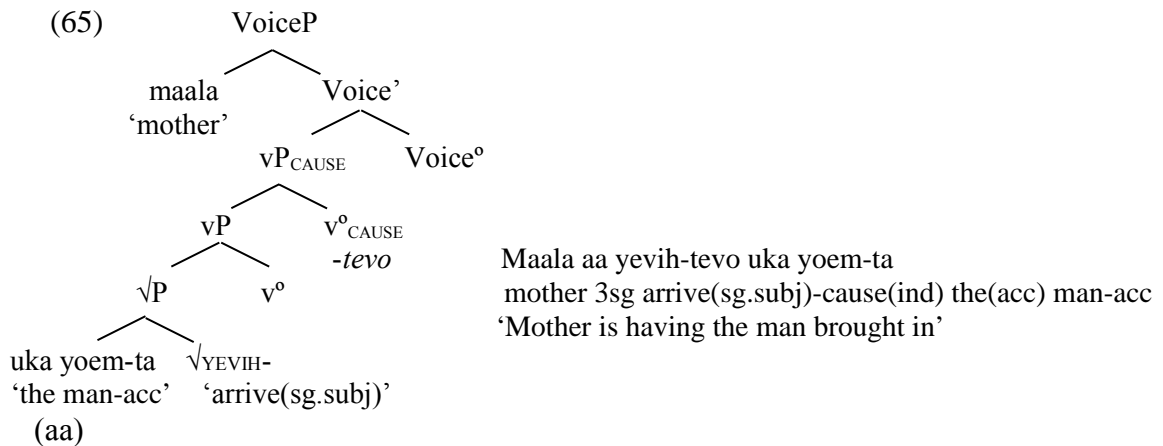 (65) VoiceP
maala Voice’
‘mother’
vPCAUSE Voiceº
vP vºCAUSE
-tevo
√P vº
uka yoem-ta √YEVIH-
‘the man-acc’ ‘arrive(sg.subj)’
(aa)
Maala aa yevih-tevo uka yoem-ta
mother 3sg arrive(sg.subj)-cause(ind) the(acc) man-acc
‘Mother is having the man brought in’